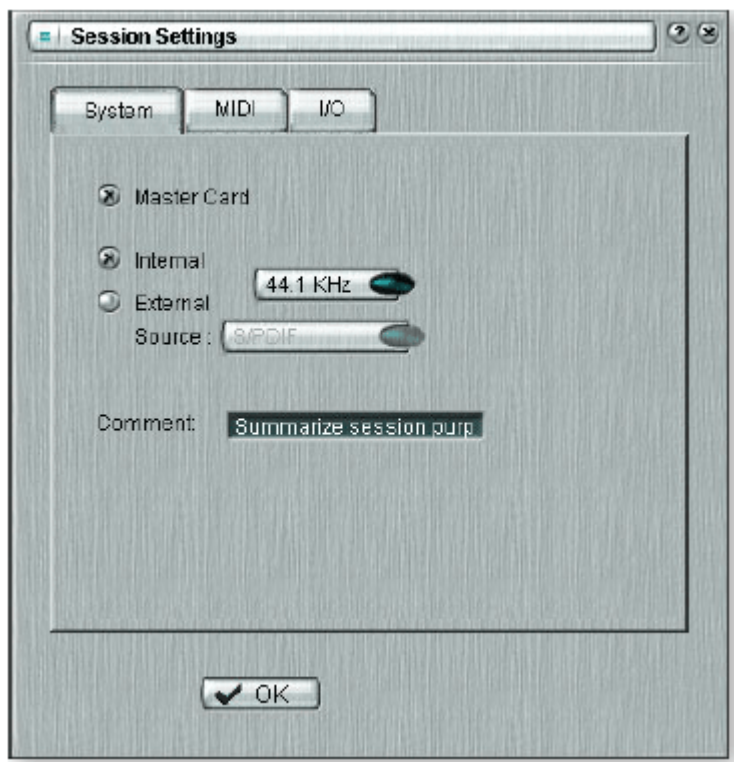 Session Settings
System MIDI I/O
Master Card
Internal
44.1 KHz
External
Source : S/PDIF
Comment: Summarize session purp
OK